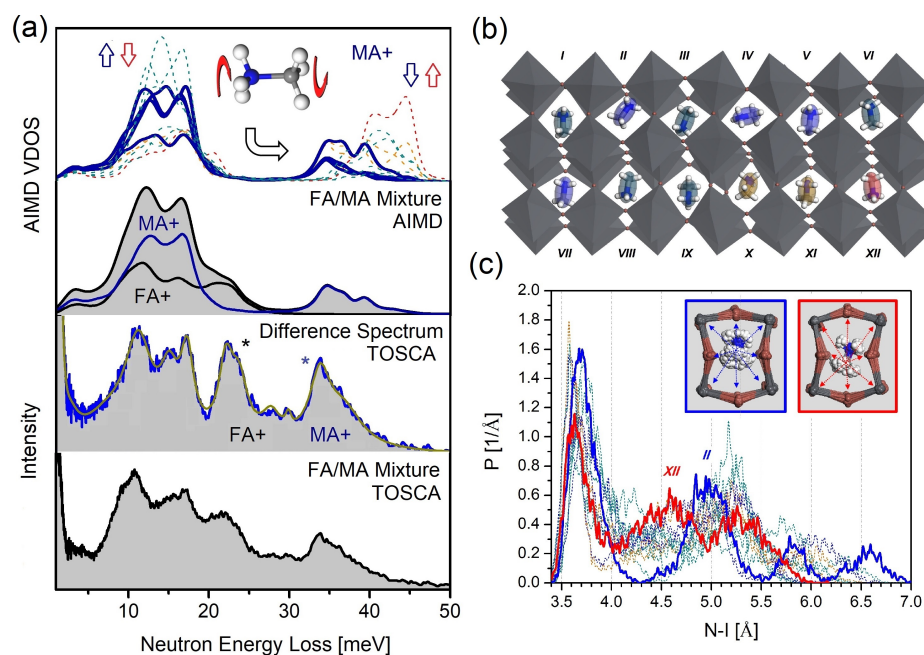 (a)
MA+
AIMD VDOS
FA/MA Mixture
AIMD
MA+
FA+
Difference Spectrum
TOSCA
*
*
FA+
MA+
Intensity
FA/MA Mixture
TOSCA
10 20 30 40 50
Neutron Energy Loss [meV]
(b)
I II III IV V VI
VII VIII IX X XI XII
(c)
2.0
1.8
1.6
1.4
1.2
1.0
0.8
0.6
0.4
0.2
0.0
P [1/Å]
XII
II
3.5 4.0 4.5 5.0 5.5 6.0 6.5 7.0
N-I [Å]